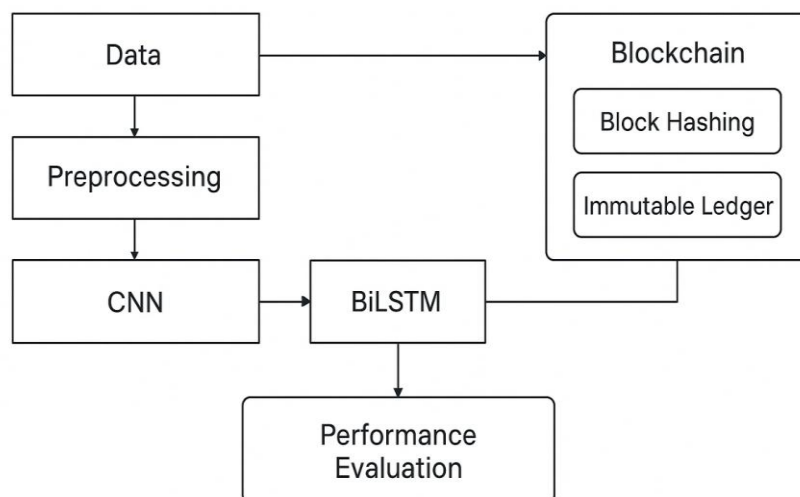 Data
Blockchain
Block Hashing
Preprocessing
Immutable Ledger
CNN
BiLSTM
Performance
Evaluation